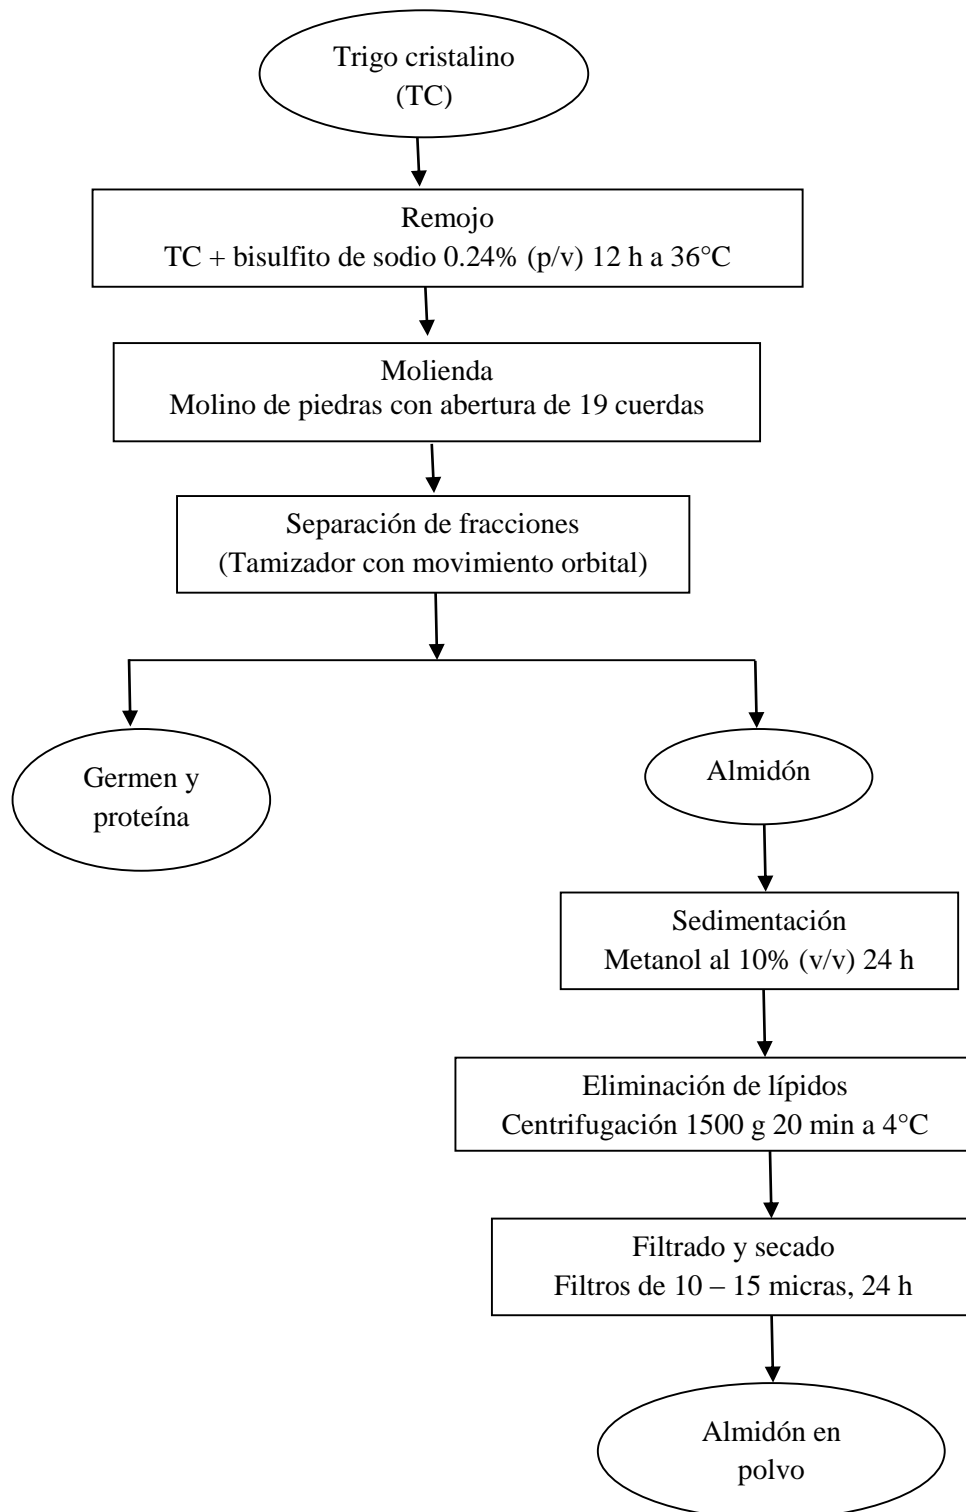 Trigo cristalino
(TC)
Remojo
TC + bisulfito de sodio 0.24% (p/v) 12 h a 36°C
Molienda
Molino de piedras con abertura de 19 cuerdas
Separación de fracciones
(Tamizador con movimiento orbital)
Germen y
proteína
Almidón
Sedimentación
Metanol al 10% (v/v) 24 h
Eliminación de lípidos
Centrifugación 1500 g 20 min a 4°C
Filtrado y secado
Filtros de 10 – 15 micras, 24 h
Almidón en
polvo